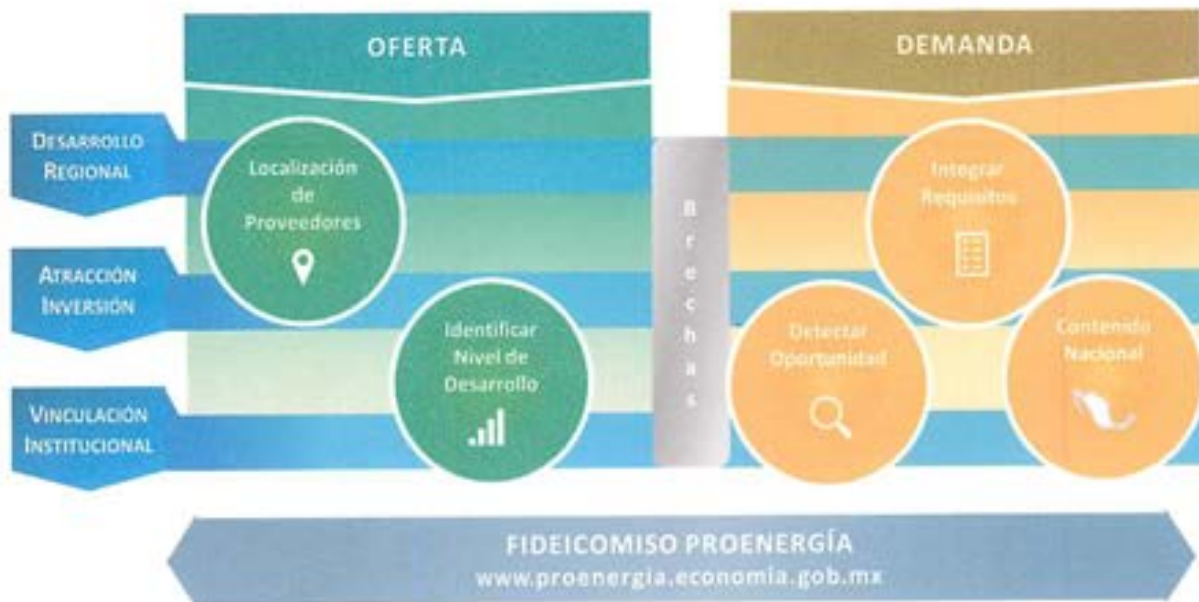 OFERTA
DEMANDA
DESARROLLO
REGIONAL
ATRACCIÓN
INVERSIÓN
VINCULACIÓN
INSTITUCIONAL
Localización
de
Proveedores
Identificar
Nivel de
Desarrollo
Brechas
Integrar
Requisitos
Detectar
Oportunidad
Contenido
Nacional
FIDEICOMISO PROENERGÍA
www.proenergia.economia.gob.mx